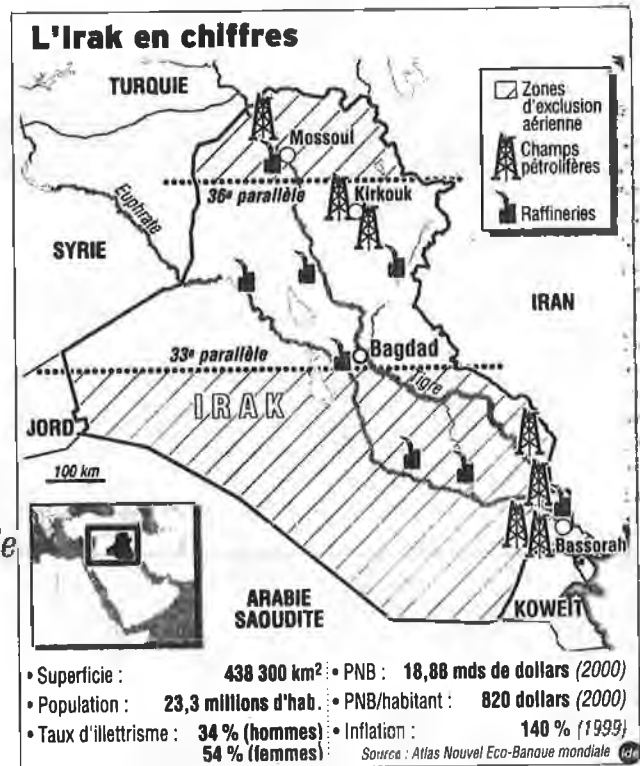 L'Irak en chiffres
TURQUIE
Zones
d'exclusion
aérienne
Champs
pétrolifères
Raffineries
Mossoul
36e parallèle
Kirkouk
Euphrate
SYRIE
IRAN
33e parallèle
Bagdad
Tigre
IRAK
JORD
100 km
Bassorah
ARABIE
SAOUDITE
KOWEIT
e
• Superficie : 438 300 km²
• Population : 23,3 millions d'hab.
• Taux d'illettrisme : 34 % (hommes)
54 % (femmes)
• PNB : 18,88 mds de dollars (2000)
• PNB/habitant : 820 dollars (2000)
• Inflation : 140 % (1999)
Source : Atlas Nouvel Eco-Banque mondiale
ide